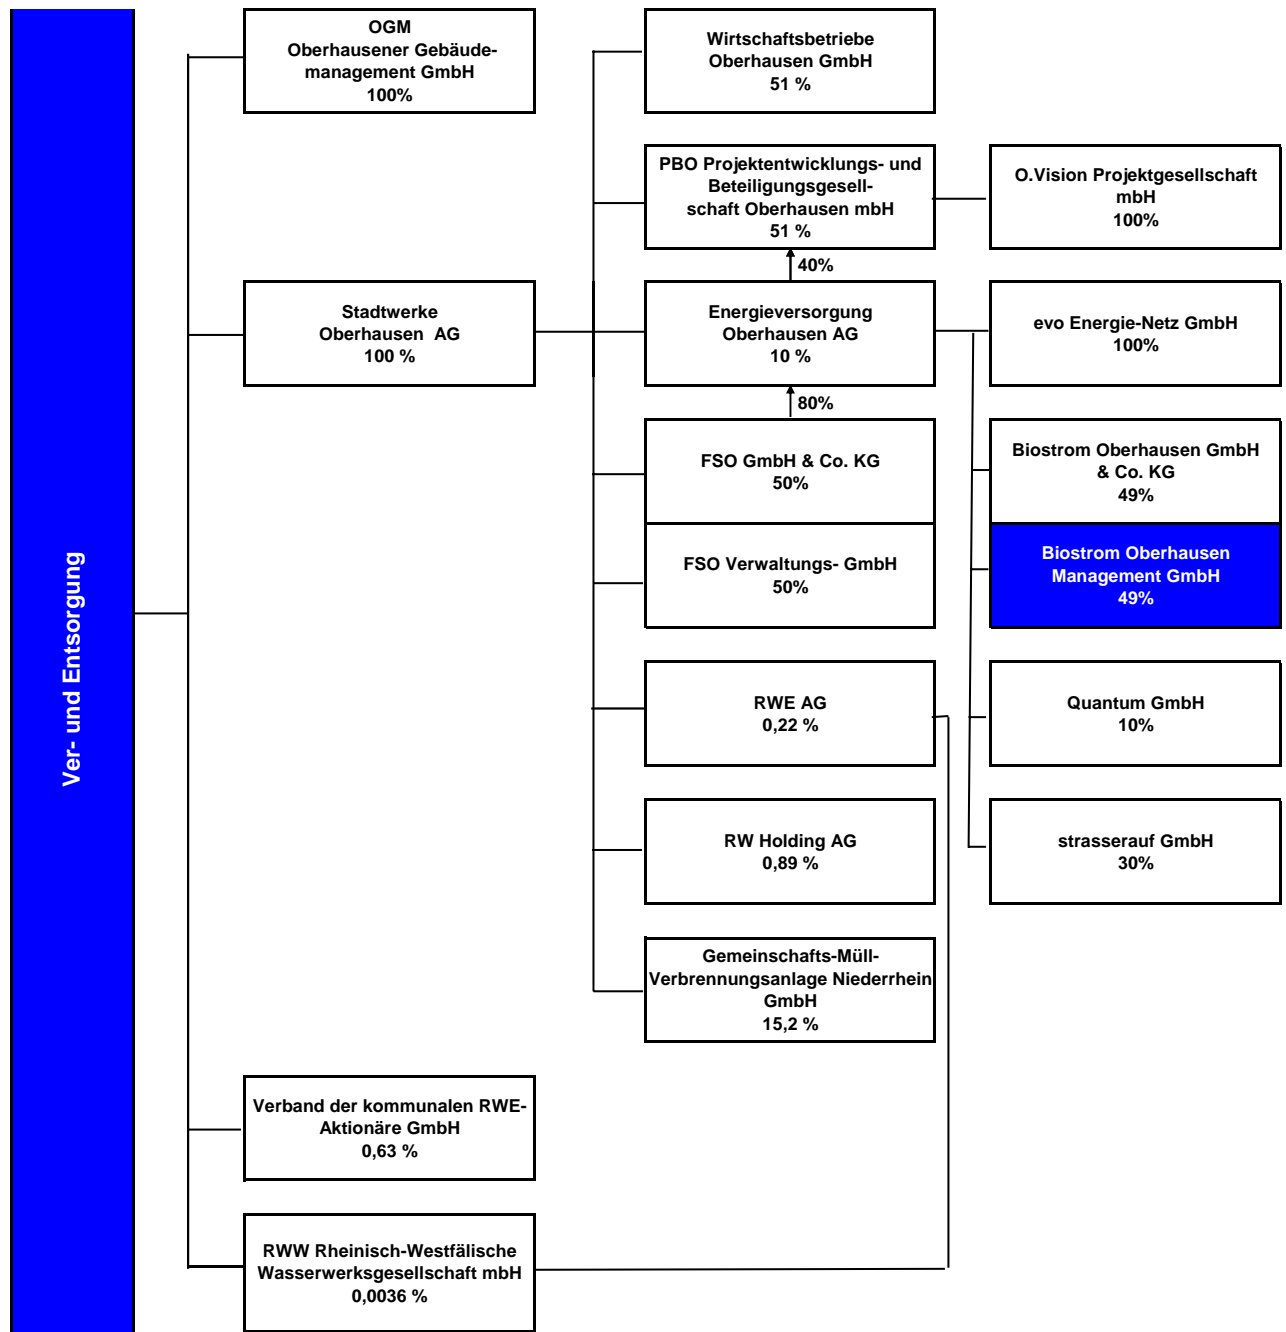 Ver- und Entsorgung
OGM
Oberhausener Gebäude-
management GmbH
100%
Stadtwerke
Oberhausen AG
100 %
Verband der kommunalen RWE-
Aktionäre GmbH
0,63 %
RWW Rheinisch-Westfälische
Wasserwerksgesellschaft mbH
0,0036 %
Wirtschaftsbetriebe
Oberhausen GmbH
51 %
PBO Projektentwicklungs- und
Beteiligungsgesell-
schaft Oberhausen mbH
51 %
40%
Energieversorgung
Oberhausen AG
10 %
80%
FSO GmbH & Co. KG
50%
FSO Verwaltungs- GmbH
50%
RWE AG
0,22 %
RW Holding AG
0,89 %
Gemeinschafts-Müll-
Verbrennungsanlage Niederrhein
GmbH
15,2 %
O.Vision Projektgesellschaft
mbH
100%
evo Energie-Netz GmbH
100%
Biostrom Oberhausen GmbH
& Co. KG
49%
Biostrom Oberhausen
Management GmbH
49%
Quantum GmbH
10%
strasserauf GmbH
30%